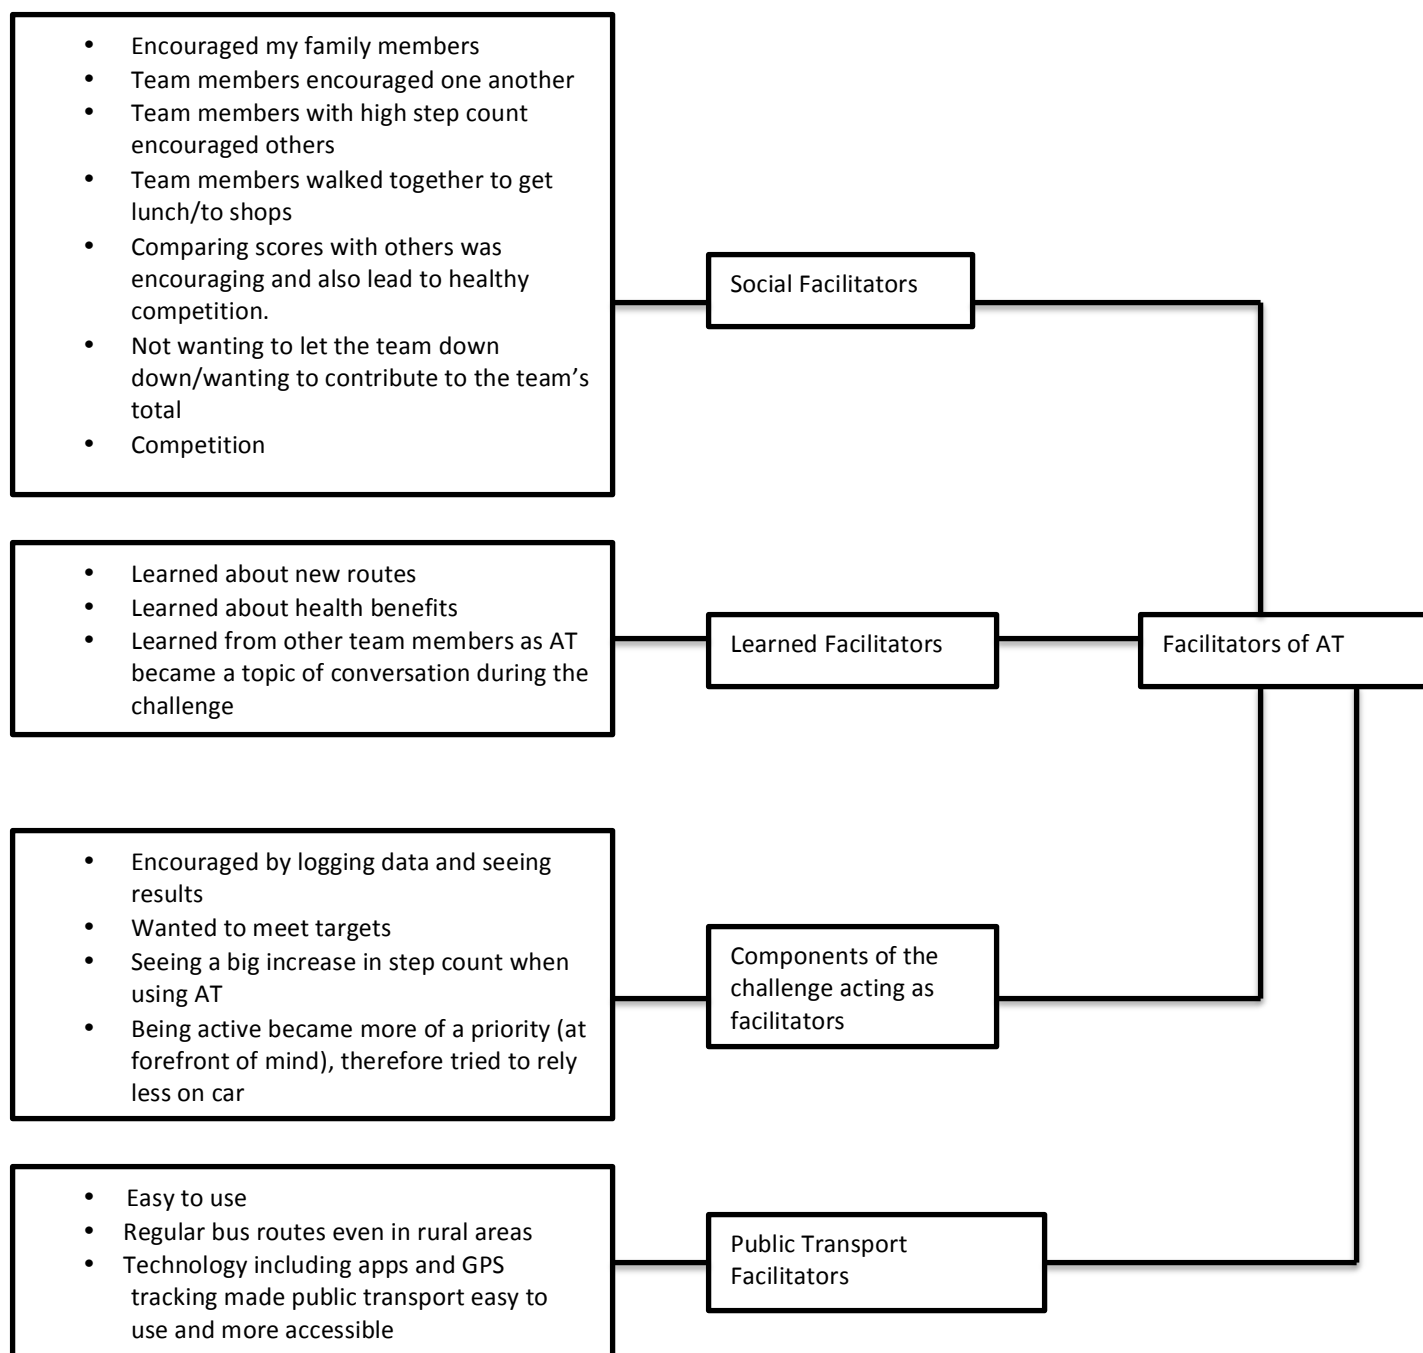 • Encouraged my family members
• Team members encouraged one another
• Team members with high step count
encouraged others
• Team members walked together to get
lunch/to shops
• Comparing scores with others was
encouraging and also lead to healthy
competition.
• Not wanting to let the team down
down/wanting to contribute to the team’s
total
• Competition
Social Facilitators
• Learned about new routes
• Learned about health benefits
• Learned from other team members as AT
became a topic of conversation during the
challenge
Learned Facilitators
Facilitators of AT
• Encouraged by logging data and seeing
results
• Wanted to meet targets
• Seeing a big increase in step count when
using AT
• Being active became more of a priority (at
forefront of mind), therefore tried to rely
less on car
Components of the
challenge acting as
facilitators
• Easy to use
• Regular bus routes even in rural areas
• Technology including apps and GPS
tracking made public transport easy to
use and more accessible
Public Transport
Facilitators